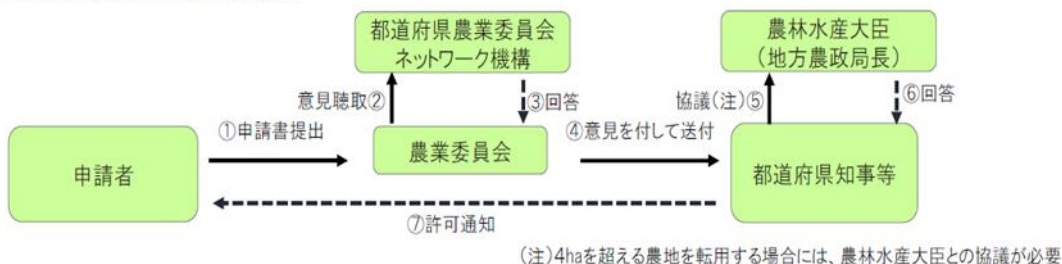 都道府県農業委員会
ネットワーク機構
農林水産大臣
(地方農政局長)
意見聴取②
③回答
協議(注)⑤
⑥回答
①申請書提出
④意見を付して送付
申請者
農業委員会
都道府県知事等
⑦許可通知
(注)4haを超える農地を転用する場合には、農林水産大臣との協議が必要